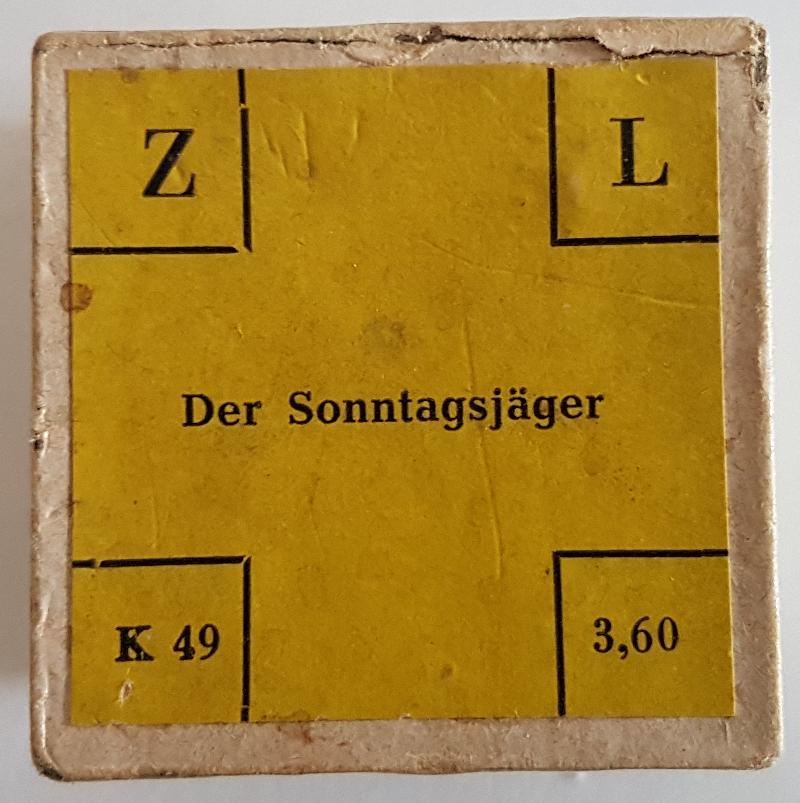 Z L
Der Sonntagsjäger
K 49 3,60